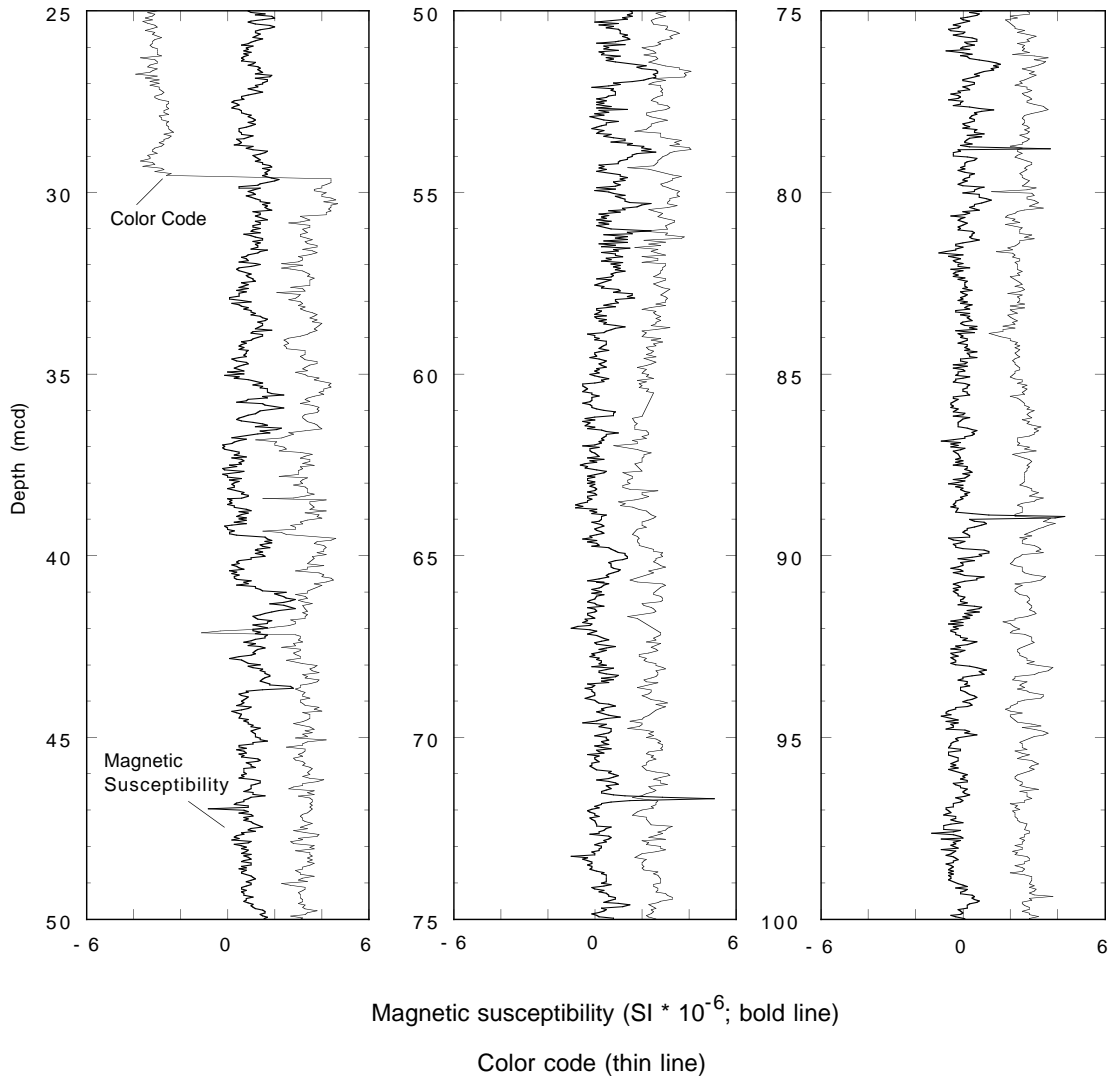 25
30
35
40
45
50
Depth (mcd)
Color Code
Magnetic
Susceptibility
- 6 0 6
50
55
60
65
70
75
- 6 0 6
75
80
85
90
95
100
- 6 0 6
Magnetic susceptibility (SI * 10-6; bold line)
Color code (thin line)